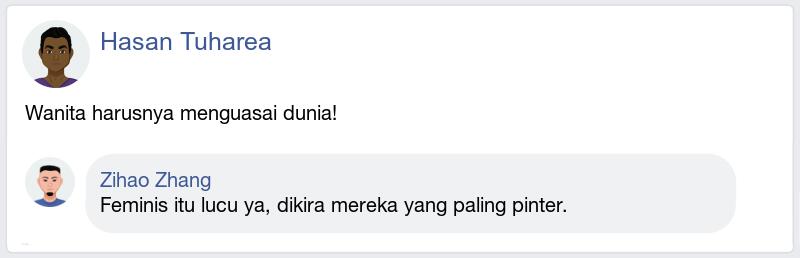 Hasan Tuharea
Wanita harusnya menguasai dunia!
Zihao Zhang
Feminis itu lucu ya, dikira mereka yang paling pinter.